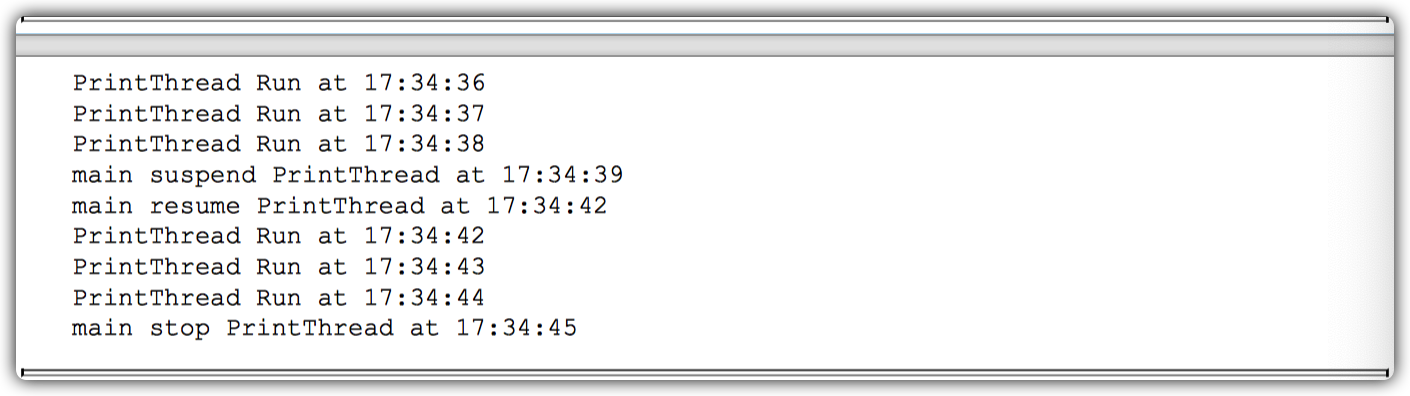 PrintThread Run at 17:34:36
PrintThread Run at 17:34:37
PrintThread Run at 17:34:38
main suspend PrintThread at 17:34:39
main resume PrintThread at 17:34:42
PrintThread Run at 17:34:42
PrintThread Run at 17:34:43
PrintThread Run at 17:34:44
main stop PrintThread at 17:34:45